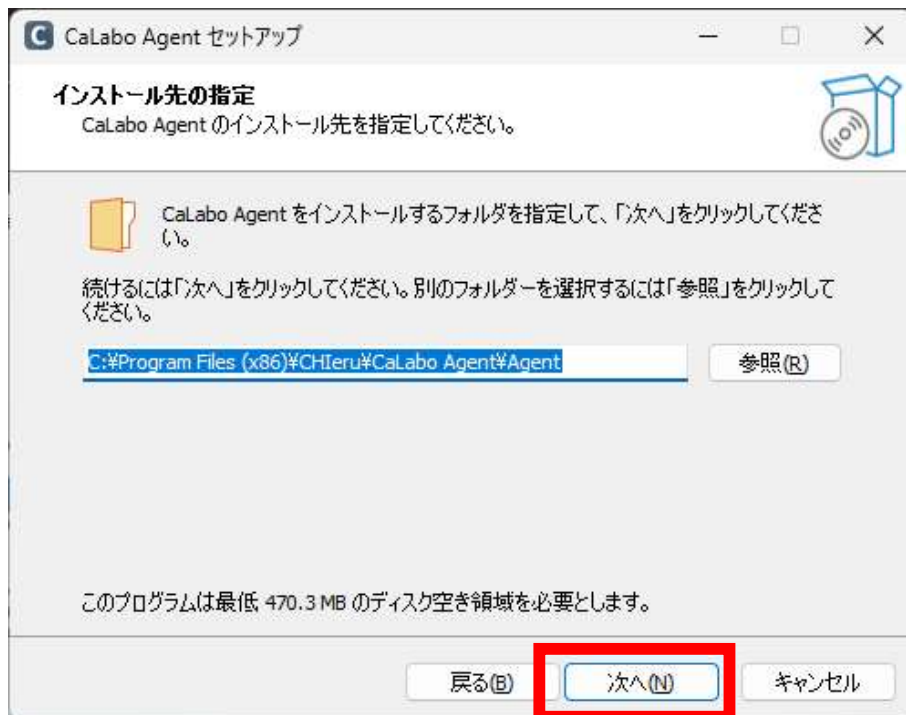 CaLabo Agent セットアップ
インストール先の指定
CaLabo Agent のインストール先を指定してください。
CaLabo Agent をインストールするフォルダを指定して、「次へ」をクリックしてくださ
い。
続けるには「次へ」をクリックしてください。別のフォルダーを選択するには「参照」をクリックして
ください。
C:¥Program Files (x86)¥CHIeru¥CaLabo Agent¥Agent
参照(R)
このプログラムは最低 470.3 MB のディスク空き領域を必要とします。
戻る(B)
次へ(N)
キャンセル